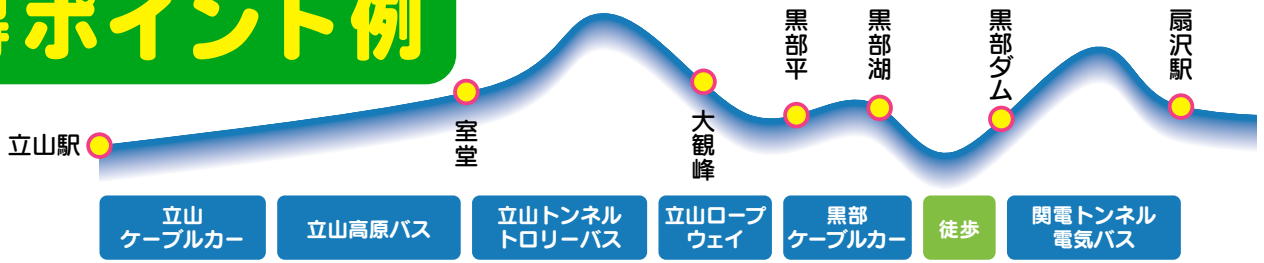 ポイント例
立山駅
室堂
大観峰
黒部平
黒部湖
黒部ダム
扇沢駅
立山
ケーブルカー
立山高原バス
立山トンネル
トロリーバス
立山ロープ
ウェイ
黒部
ケーブルカー
徒歩
関電トンネル
電気バス